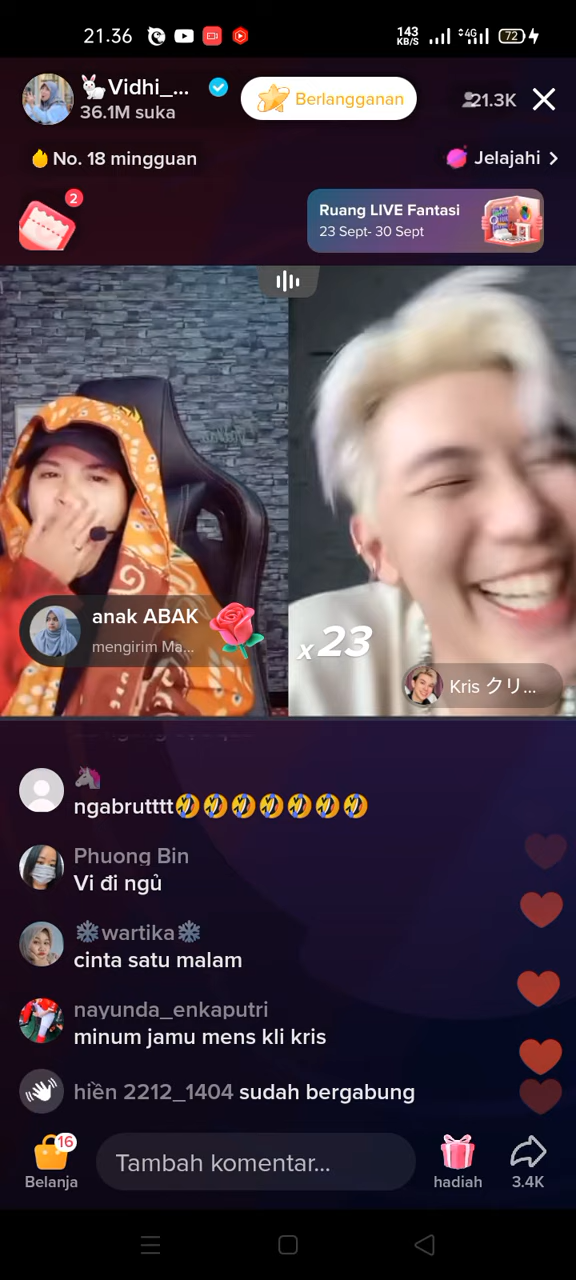 21.36
143
KB/S
4G
72
Vidhi_...
36.1M suka
Berlangganan
21.3K
No. 18 mingguan
Jelajahi
2
Ruang LIVE Fantasi
23 Sept- 30 Sept
anak ABAK
mengirim Ma...
x23
Kris クリ...
ngabrutttt🤣🤣🤣🤣🤣🤣🤣
Phuong Bin
Vi đi ngủ
❄wartika❄
cinta satu malam
nayunda_enkaputri
minum jamu mens kli kris
hiền 2212_1404 sudah bergabung
16
Belanja
Tambah komentar...
hadiah
3.4K